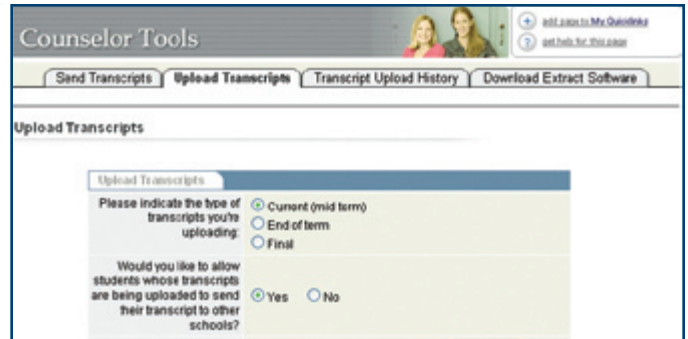 Counselor Tools
add page to My Quicklinks
get help for this page
Send Transcripts Upload Transcripts Transcript Upload History Download Extract Software
Upload Transcripts
Upload Transcripts
Please indicate the type of
transcripts you're
uploading:
Current (mid term)
End of term
Final
Would you like to allow
students whose transcripts
are being uploaded to send
their transcript to other
schools?
Yes No